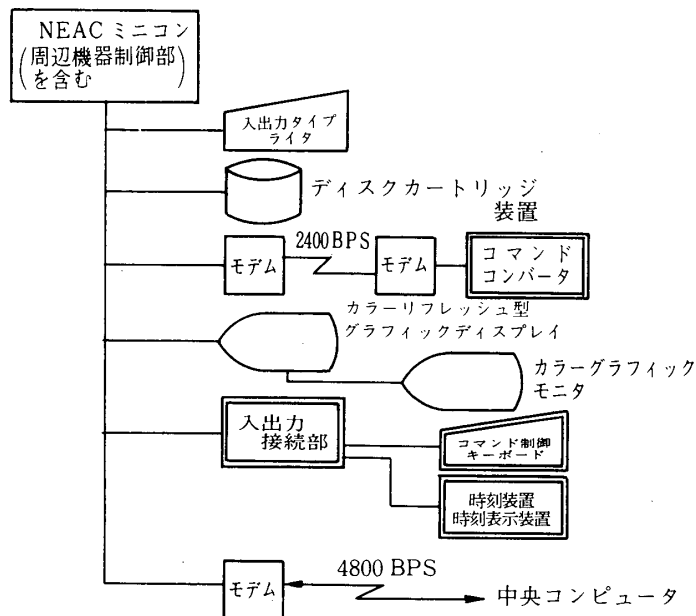 NEAC ミニコン
(周辺機器制御部
を含む)
入出力タイプ
ライタ
ディスクカートリッジ
装置
モデム
2400BPS
モデム
コマンド
コンバータ
カラーリフレッシュ型
グラフィックディスプレイ
カラーグラフィック
モニタ
入出力
接続部
コマンド制御
キーボード
時刻装置
時刻表示装置
モデム
4800 BPS
中央コンピュータ